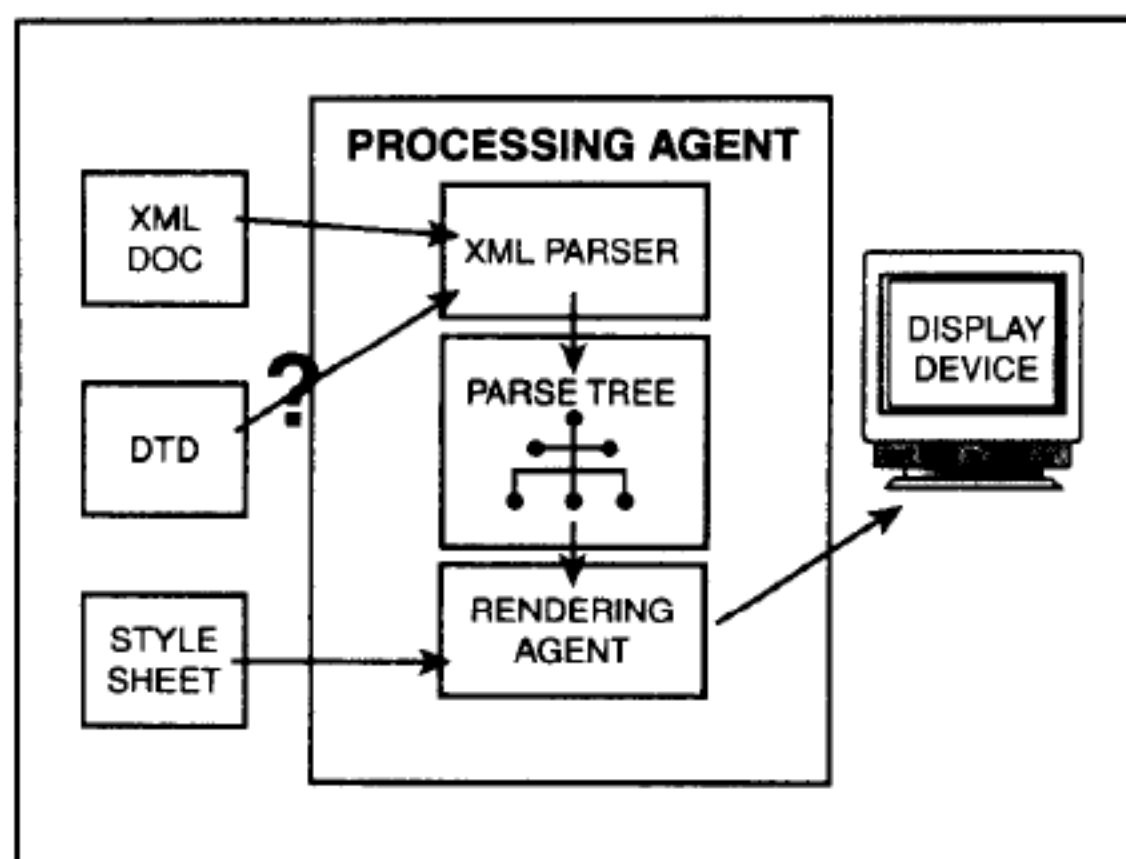 PROCESSING AGENT
XML
DOC
XML PARSER
DISPLAY
DEVICE
?
PARSE TREE
DTD
RENDERING
AGENT
STYLE
SHEET